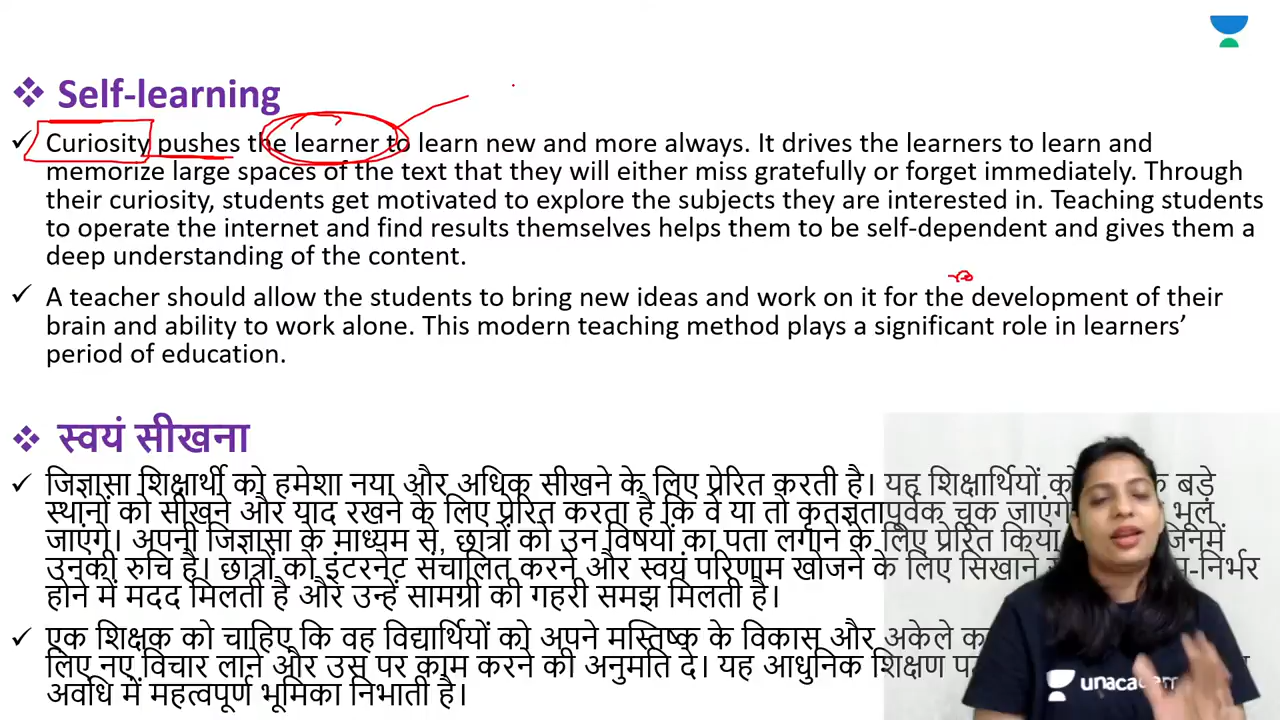 Self-learning
Curiosity pushes the learner to learn new and more always. It drives the learners to learn and
memorize large spaces of the text that they will either miss gratefully or forget immediately. Through
their curiosity, students get motivated to explore the subjects they are interested in. Teaching students
to operate the internet and find results themselves helps them to be self-dependent and gives them a
deep understanding of the content.
A teacher should allow the students to bring new ideas and work on it for the development of their
brain and ability to work alone. This modern teaching method plays a significant role in learners’
period of education.
स्वयं सीखना
जिज्ञासा शिक्षार्थी को हमेशा नया और अधिक सीखने के लिए प्रेरित करती है। यह शिक्षार्थियों को बड़े
स्थानों को सीखने और याद रखने के लिए प्रेरित करता है कि वे या तो कृतज्ञतापूर्वक चूक जाएंगे भूल
जाएंगे। अपनी जिज्ञासा के माध्यम से, छात्रों को उन विषयों का पता लगाने के लिए प्रेरित किया जिनमें
उनकी रुचि है। छात्रों को इंटरनेट संचालित करने और स्वयं परिणाम खोजने के लिए सिखाने निर्भर
होने में मदद मिलती है और उन्हें सामग्री की गहरी समझ मिलती है।
एक शिक्षक को चाहिए कि वह विद्यार्थियों को अपने मस्तिष्क के विकास और अकेले
लिए नए विचार लाने और उस पर काम करने की अनुमति दे। यह आधुनिक शिक्षण
अवधि में महत्वपूर्ण भूमिका निभाती है।
unacadem